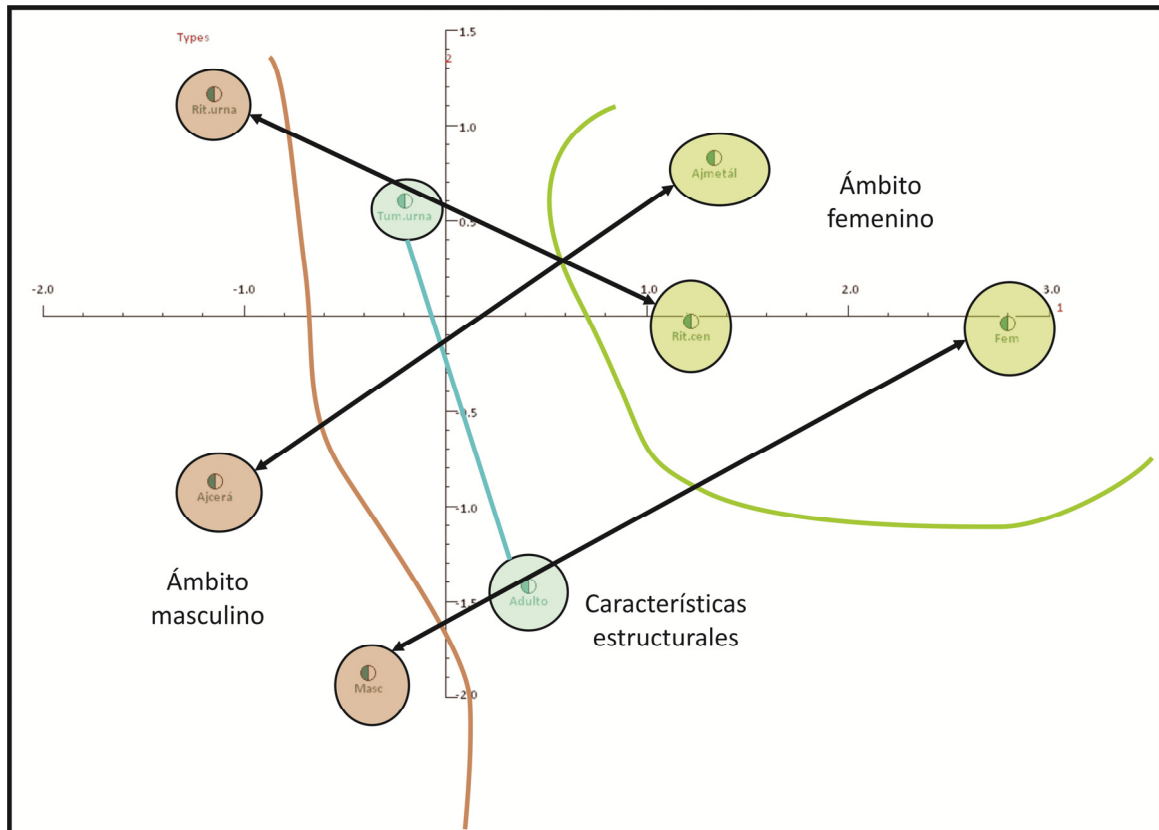 Types
1.5
2
Rit.urna
1.0
Ajmetál
Ámbito
femenino
Tum.urna
0.5
-2.0
-1.0
1.0
2.0
3.0
1
Rit.cen
Fem
-0.5
Ajcerá
-1.0
Ámbito
masculino
-1.5
Adulto
Características
estructurales
Masc
-2.0